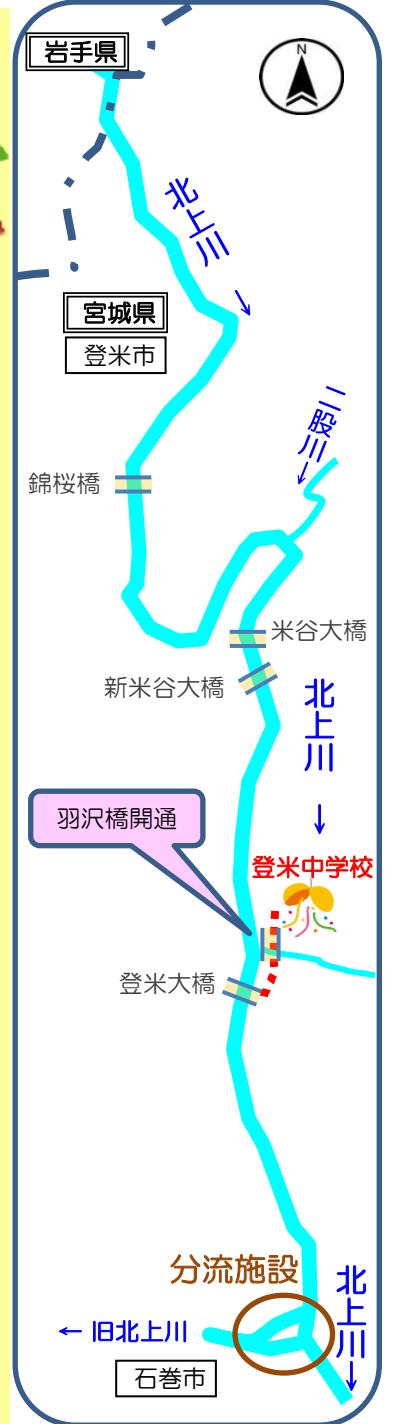 岩手県
N
北上川
↓
宮城県
登米市
二股川
↓
錦桜橋
米谷大橋
新米谷大橋
北上川
↓
羽沢橋開通
登米中学校
登米大橋
分流施設
北上川
↓
← 旧北上川
石巻市